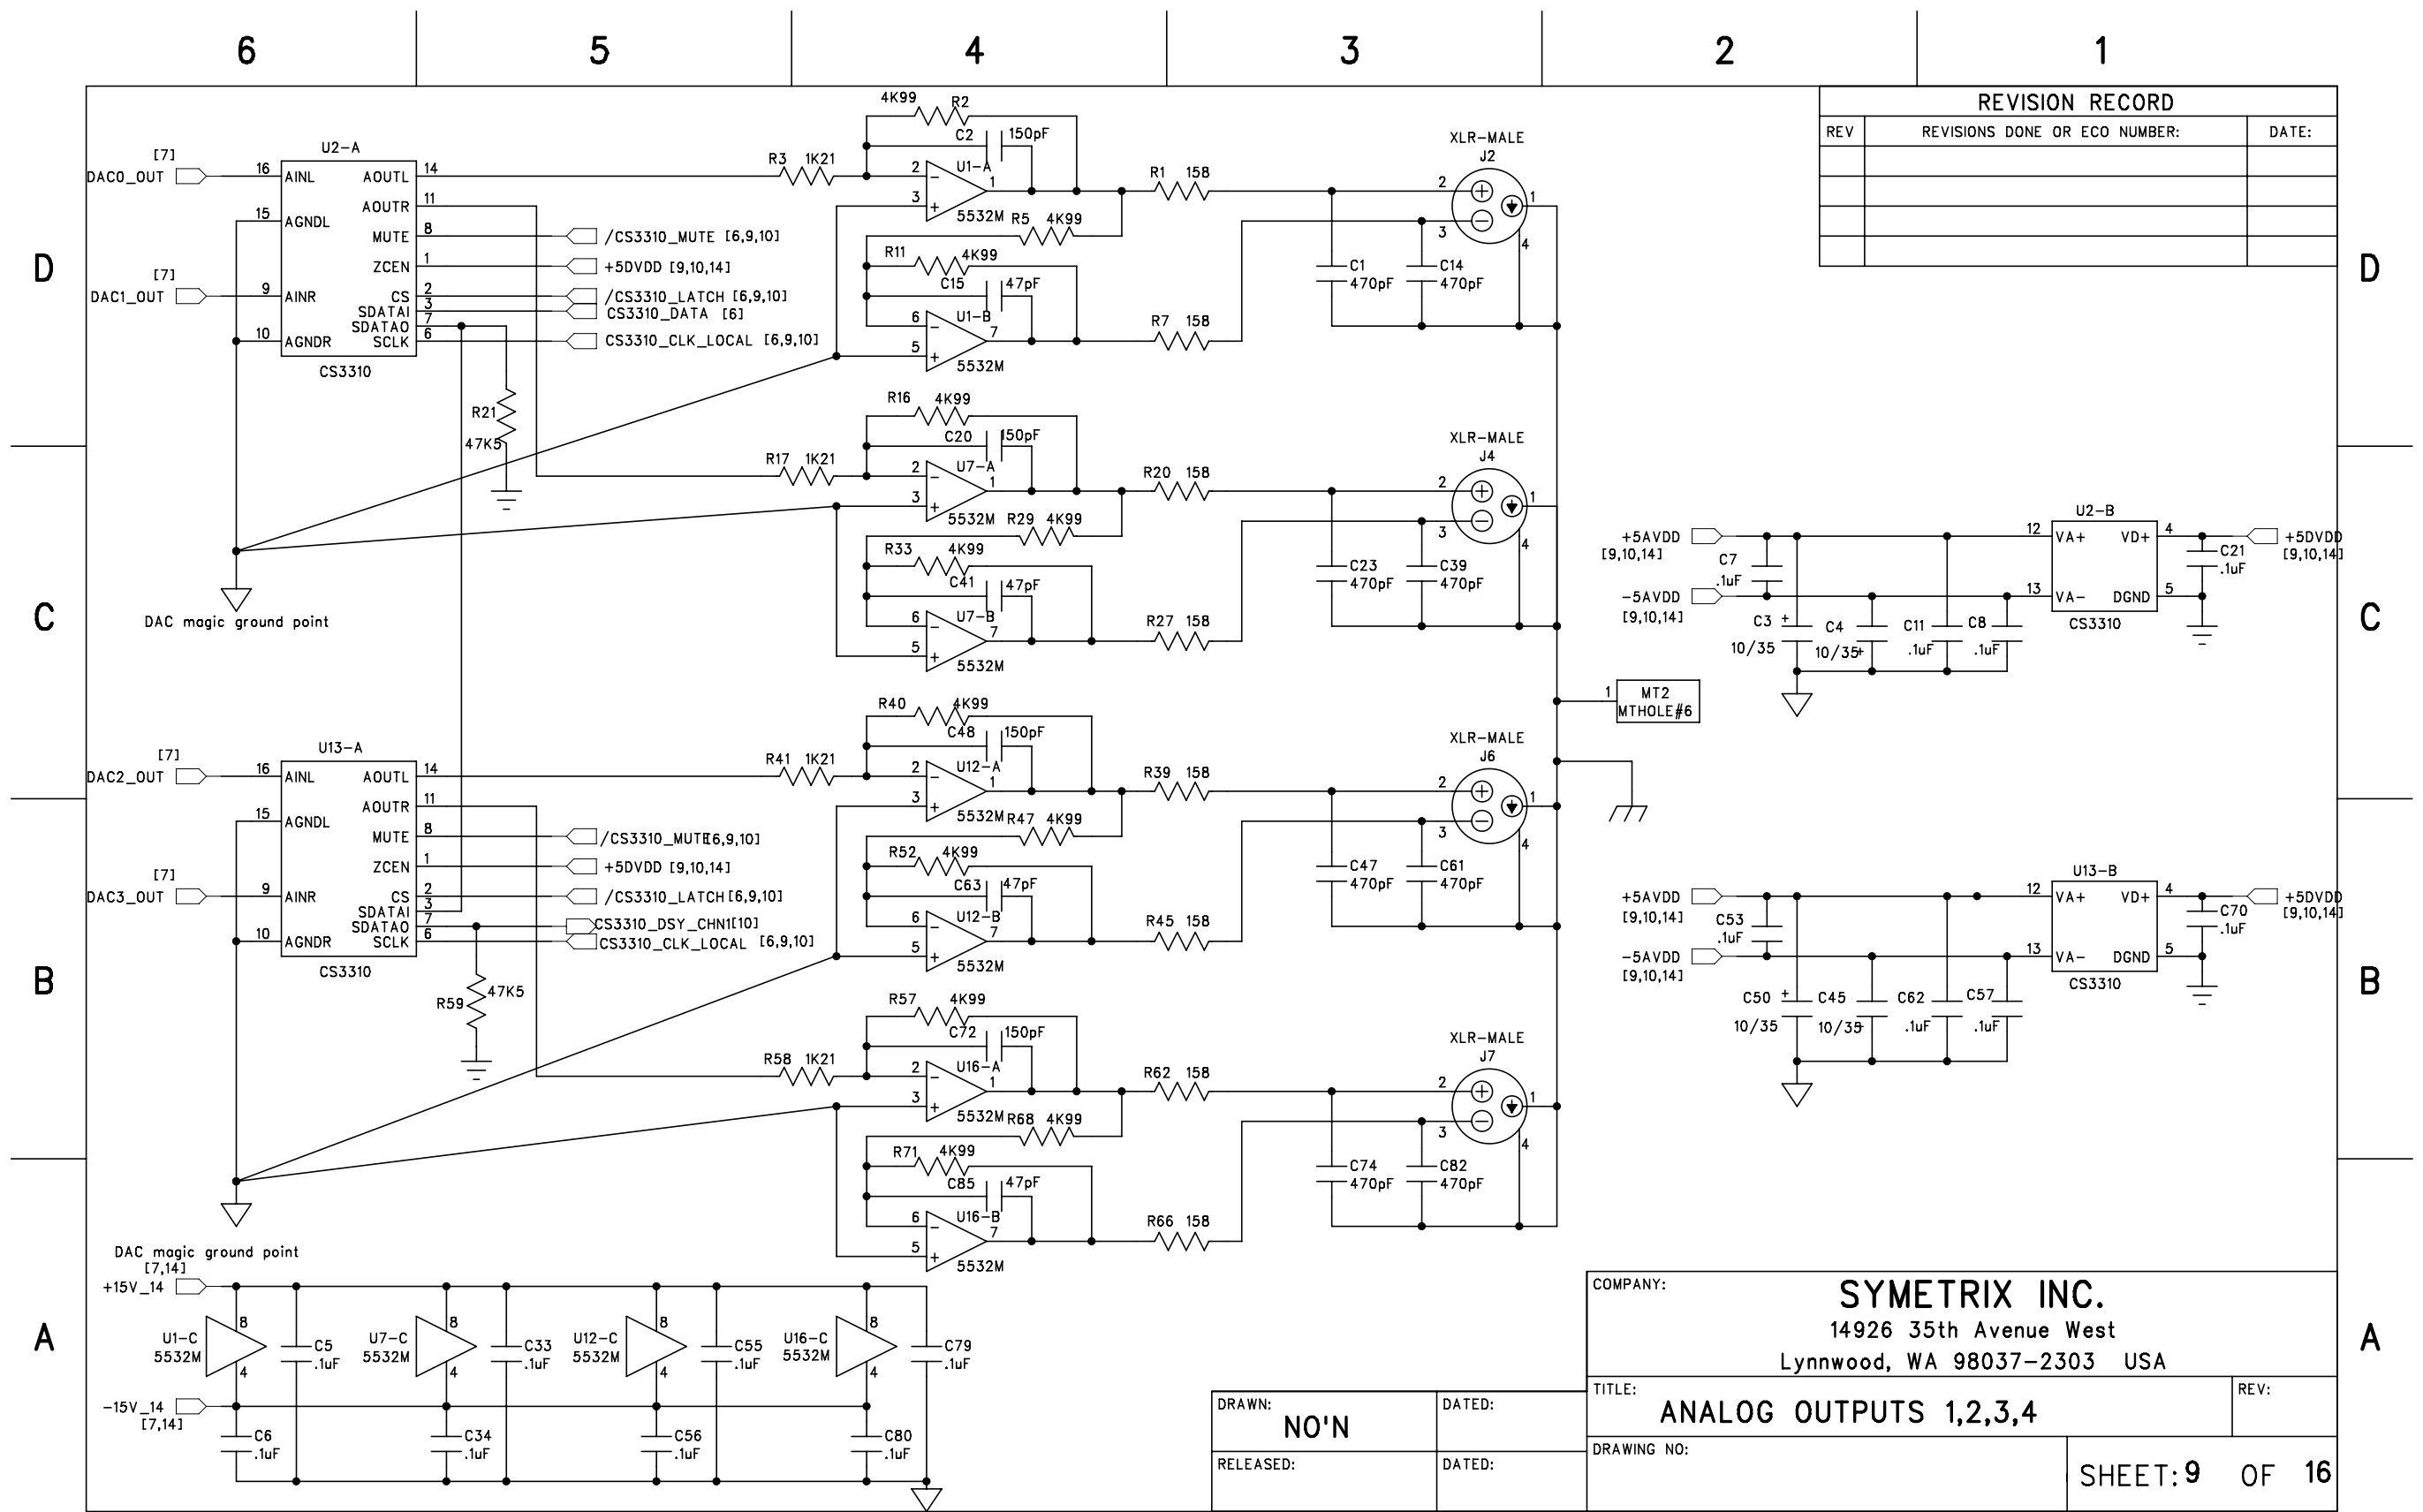 6 5 4 3 2 1
D
C
B
A
D
C
B
A
REVISION RECORD
REV REVISIONS DONE OR ECO NUMBER: DATE:
[7]
DAC0_OUT
[7]
DAC1_OUT
U2-A
16 AINL AOUTL 14
AOUTR 11
15 AGNDL
MUTE 8 /CS3310_MUTE [6,9,10]
ZCEN 1 +5DVDD [9,10,14]
9 AINR CS 2 /CS3310_LATCH [6,9,10]
SDATAI 3 CS3310_DATA [6]
SDATAO 7
10 AGNDR SCLK 6 CS3310_CLK_LOCAL [6,9,10]
CS3310
R21
47K5
DAC magic ground point
4K99 R2
C2 150pF
R3 1K21
2 - U1-A 1
3 + 5532M
R5 4K99
R11 4K99
C15 47pF
6 - U1-B 7
5 + 5532M
R1 158
R7 158
C1
470pF
C14
470pF
XLR-MALE
J2
2 1
3 4
R16 4K99
C20 150pF
R17 1K21
2 - U7-A 1
3 + 5532M
R29 4K99
R33 4K99
C41 47pF
6 - U7-B 7
5 + 5532M
R20 158
R27 158
C23
470pF
C39
470pF
XLR-MALE
J4
2 1
3 4
1 MT2
MTHOLE#6
+5AVDD
[9,10,14]
-5AVDD
[9,10,14]
C7
.1uF
C3 +
10/35
C4
10/35+
C11
.1uF
C8
.1uF
U2-B
12 VA+ VD+ 4
13 VA- DGND 5
CS3310
C21
.1uF
+5DVDD
[9,10,14]
[7]
DAC2_OUT
[7]
DAC3_OUT
U13-A
16 AINL AOUTL 14
AOUTR 11
15 AGNDL
MUTE 8 /CS3310_MUTE[6,9,10]
ZCEN 1 +5DVDD [9,10,14]
9 AINR CS 2 /CS3310_LATCH[6,9,10]
SDATAI 3
SDATAO 7 CS3310_DSY_CHN1[10]
10 AGNDR SCLK 6 CS3310_CLK_LOCAL [6,9,10]
CS3310
R59 47K5
DAC magic ground point
R40 4K99
C48 150pF
R41 1K21
2 - U12-A 1
3 + 5532M
R47 4K99
R52 4K99
C63 47pF
6 - U12-B 7
5 + 5532M
R39 158
R45 158
C47
470pF
C61
470pF
XLR-MALE
J6
2 1
3 4
R57 4K99
C72 150pF
R58 1K21
2 - U16-A 1
3 + 5532M
R68 4K99
R71 4K99
C85 47pF
6 - U16-B 7
5 + 5532M
R62 158
R66 158
C74
470pF
C82
470pF
XLR-MALE
J7
2 1
3 4
+5AVDD
[9,10,14]
-5AVDD
[9,10,14]
C53
.1uF
C50 +
10/35
C45
10/35+
C62
.1uF
C57
.1uF
U13-B
12 VA+ VD+ 4
13 VA- DGND 5
CS3310
C70
.1uF
+5DVDD
[9,10,14]
[7,14]
+15V_14
-15V_14
[7,14]
U1-C
5532M
8
4
C5
.1uF
C6
.1uF
U7-C
5532M
8
4
C33
.1uF
C34
.1uF
U12-C
5532M
8
4
C55
.1uF
C56
.1uF
U16-C
5532M
8
4
C79
.1uF
C80
.1uF
COMPANY:
SYMETRIX INC.
14926 35th Avenue West
Lynnwood, WA 98037-2303 USA
TITLE:
ANALOG OUTPUTS 1,2,3,4
REV:
DRAWN:
NO'N
DATED:
RELEASED:
DATED:
DRAWING NO:
SHEET: 9 OF 16